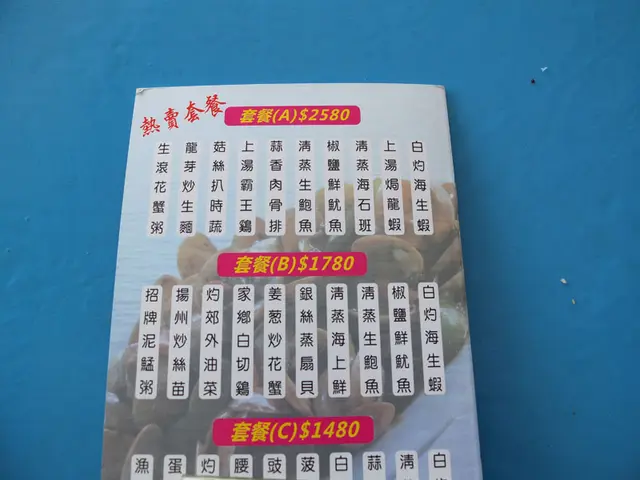 熱賣套餐
套餐(A)$2580
白灼海生蝦
上湯焗龍蝦
清蒸海石班
椒鹽鮮魷魚
清蒸生鮑魚
蒜香肉骨排
上湯霸王鷄
菇絲扒時蔬
龍芽炒生麵
生滾花蟹粥
套餐(B)$1780
白灼海生蝦
椒鹽鮮魷魚
清蒸生鮑魚
清蒸海上鮮
銀絲蒸扇貝
姜葱炒花蟹
家鄉白切鷄
灼郊外油菜
揚州炒絲苗
招牌泥鯭粥
套餐(C)$1480
白
清
蒜
白
菠
豉
腰
灼
蛋
漁